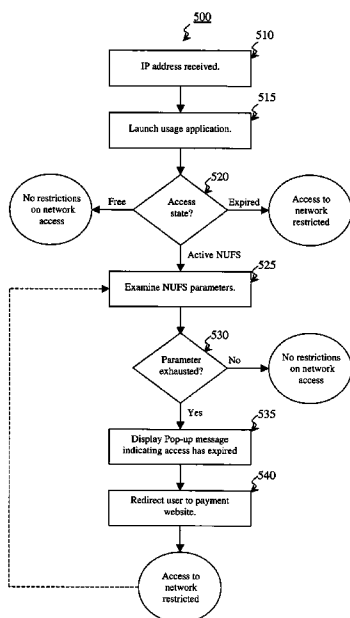 500
510
IP address received.
515
Launch usage application.
520
No restrictions
on network
access
Free
Access
state?
Expired
Access to
network
restricted
Active NUFS
525
Examine NUFS parameters.
530
Parameter
exhausted?
No
No restrictions
on network
access
Yes
535
Display Pop-up message
indicating access has expired
540
Redirect user to payment
website.
Access to
network
restricted